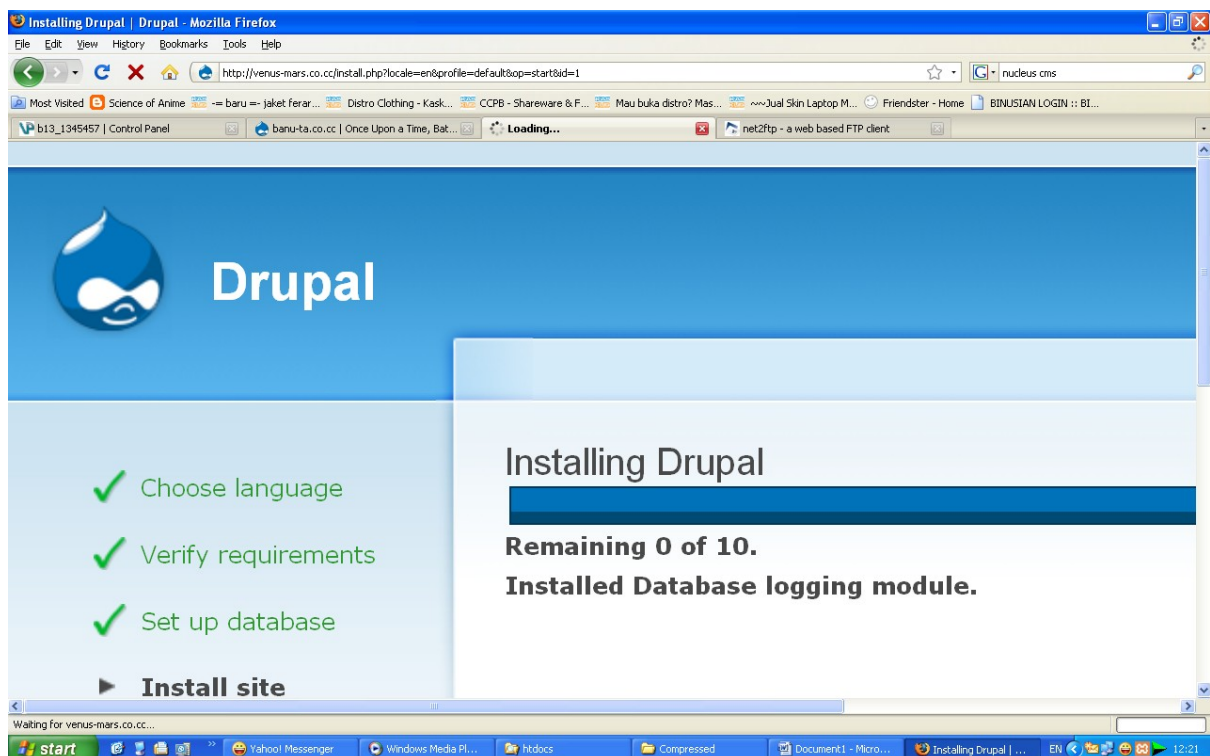 Installing Drupal | Drupal - Mozilla Firefox
File Edit View History Bookmarks Tools Help
http://venus-mars.co.cc/install.php?locale=en&profile=default&op=start&id=1
G nucleus cms
Most Visited Science of Anime -= baru =- jaket ferar... Distro Clothing - Kask... CCPB - Shareware & F... Mau buka distro? Mas... ~~Jual Skin Laptop M... Friendster - Home BINUSIAN LOGIN :: BI...
b13_1345457 | Control Panel banu-ta.co.cc | Once Upon a Time, Bat... Loading... net2ftp - a web based FTP client
Drupal
Installing Drupal
Remaining 0 of 10.
Installed Database logging module.
Choose language
Verify requirements
Set up database
Install site
Waiting for venus-mars.co.cc...
start Yahoo! Messenger Windows Media Pl... htdocs Compressed Document1 - Micro... Installing Drupal | ... EN 12:21